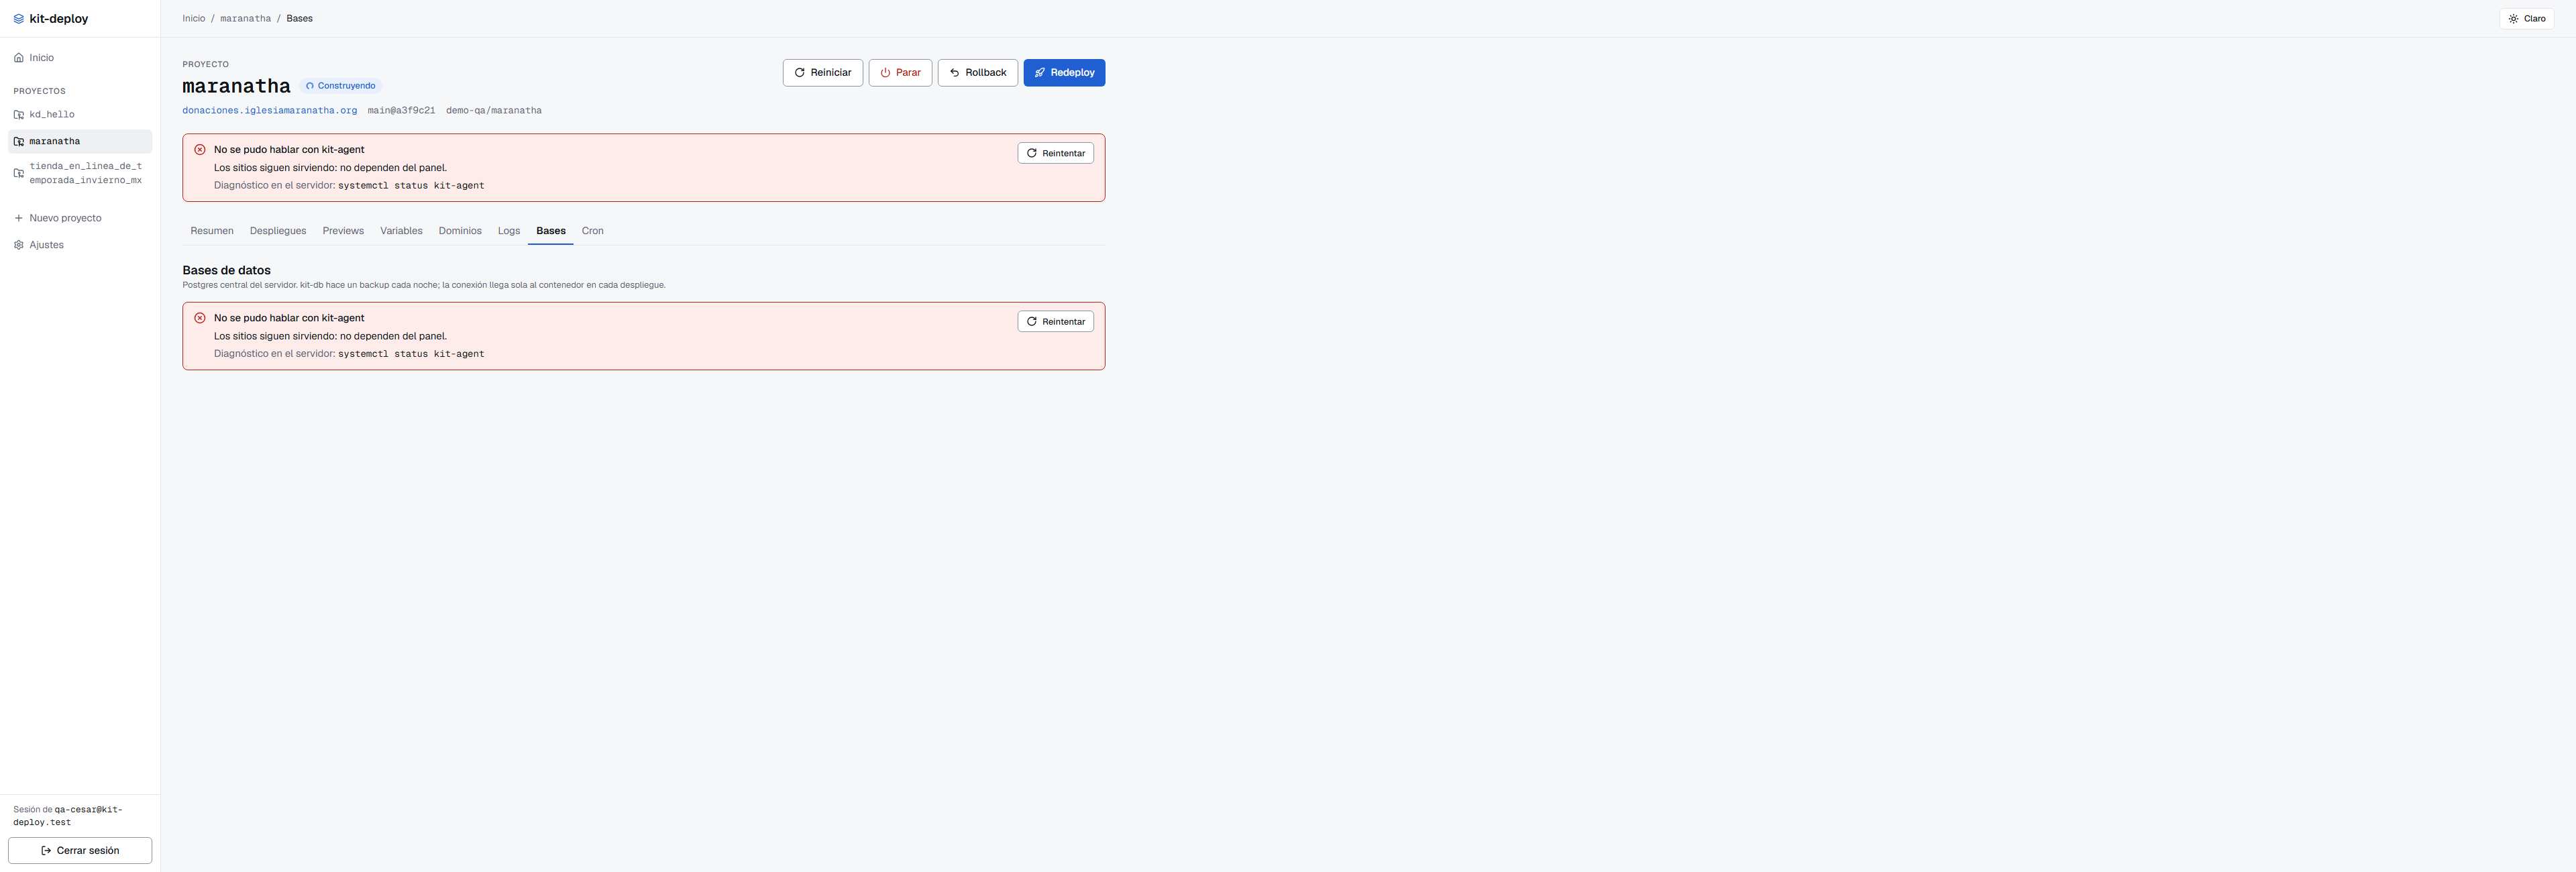 kit-deploy
Inicio / maranatha / Bases
Claro
Inicio
PROYECTOS
kd_hello
maranatha
tienda_en_linea_de_t
emporada_invierno_mx
Nuevo proyecto
Ajustes
PROYECTO
maranatha Construyendo
Reiniciar Parar Rollback Redeploy
donaciones.iglesiamaranatha.org main@a3f9c21 demo-qa/maranatha
No se pudo hablar con kit-agent
Los sitios siguen sirviendo: no dependen del panel.
Diagnóstico en el servidor: systemctl status kit-agent
Reintentar
Resumen Despliegues Previews Variables Dominios Logs Bases Cron
Bases de datos
Postgres central del servidor. kit-db hace un backup cada noche; la conexión llega sola al contenedor en cada despliegue.
No se pudo hablar con kit-agent
Los sitios siguen sirviendo: no dependen del panel.
Diagnóstico en el servidor: systemctl status kit-agent
Reintentar
Sesión de qa-cesar@kit-
deploy.test
Cerrar sesión